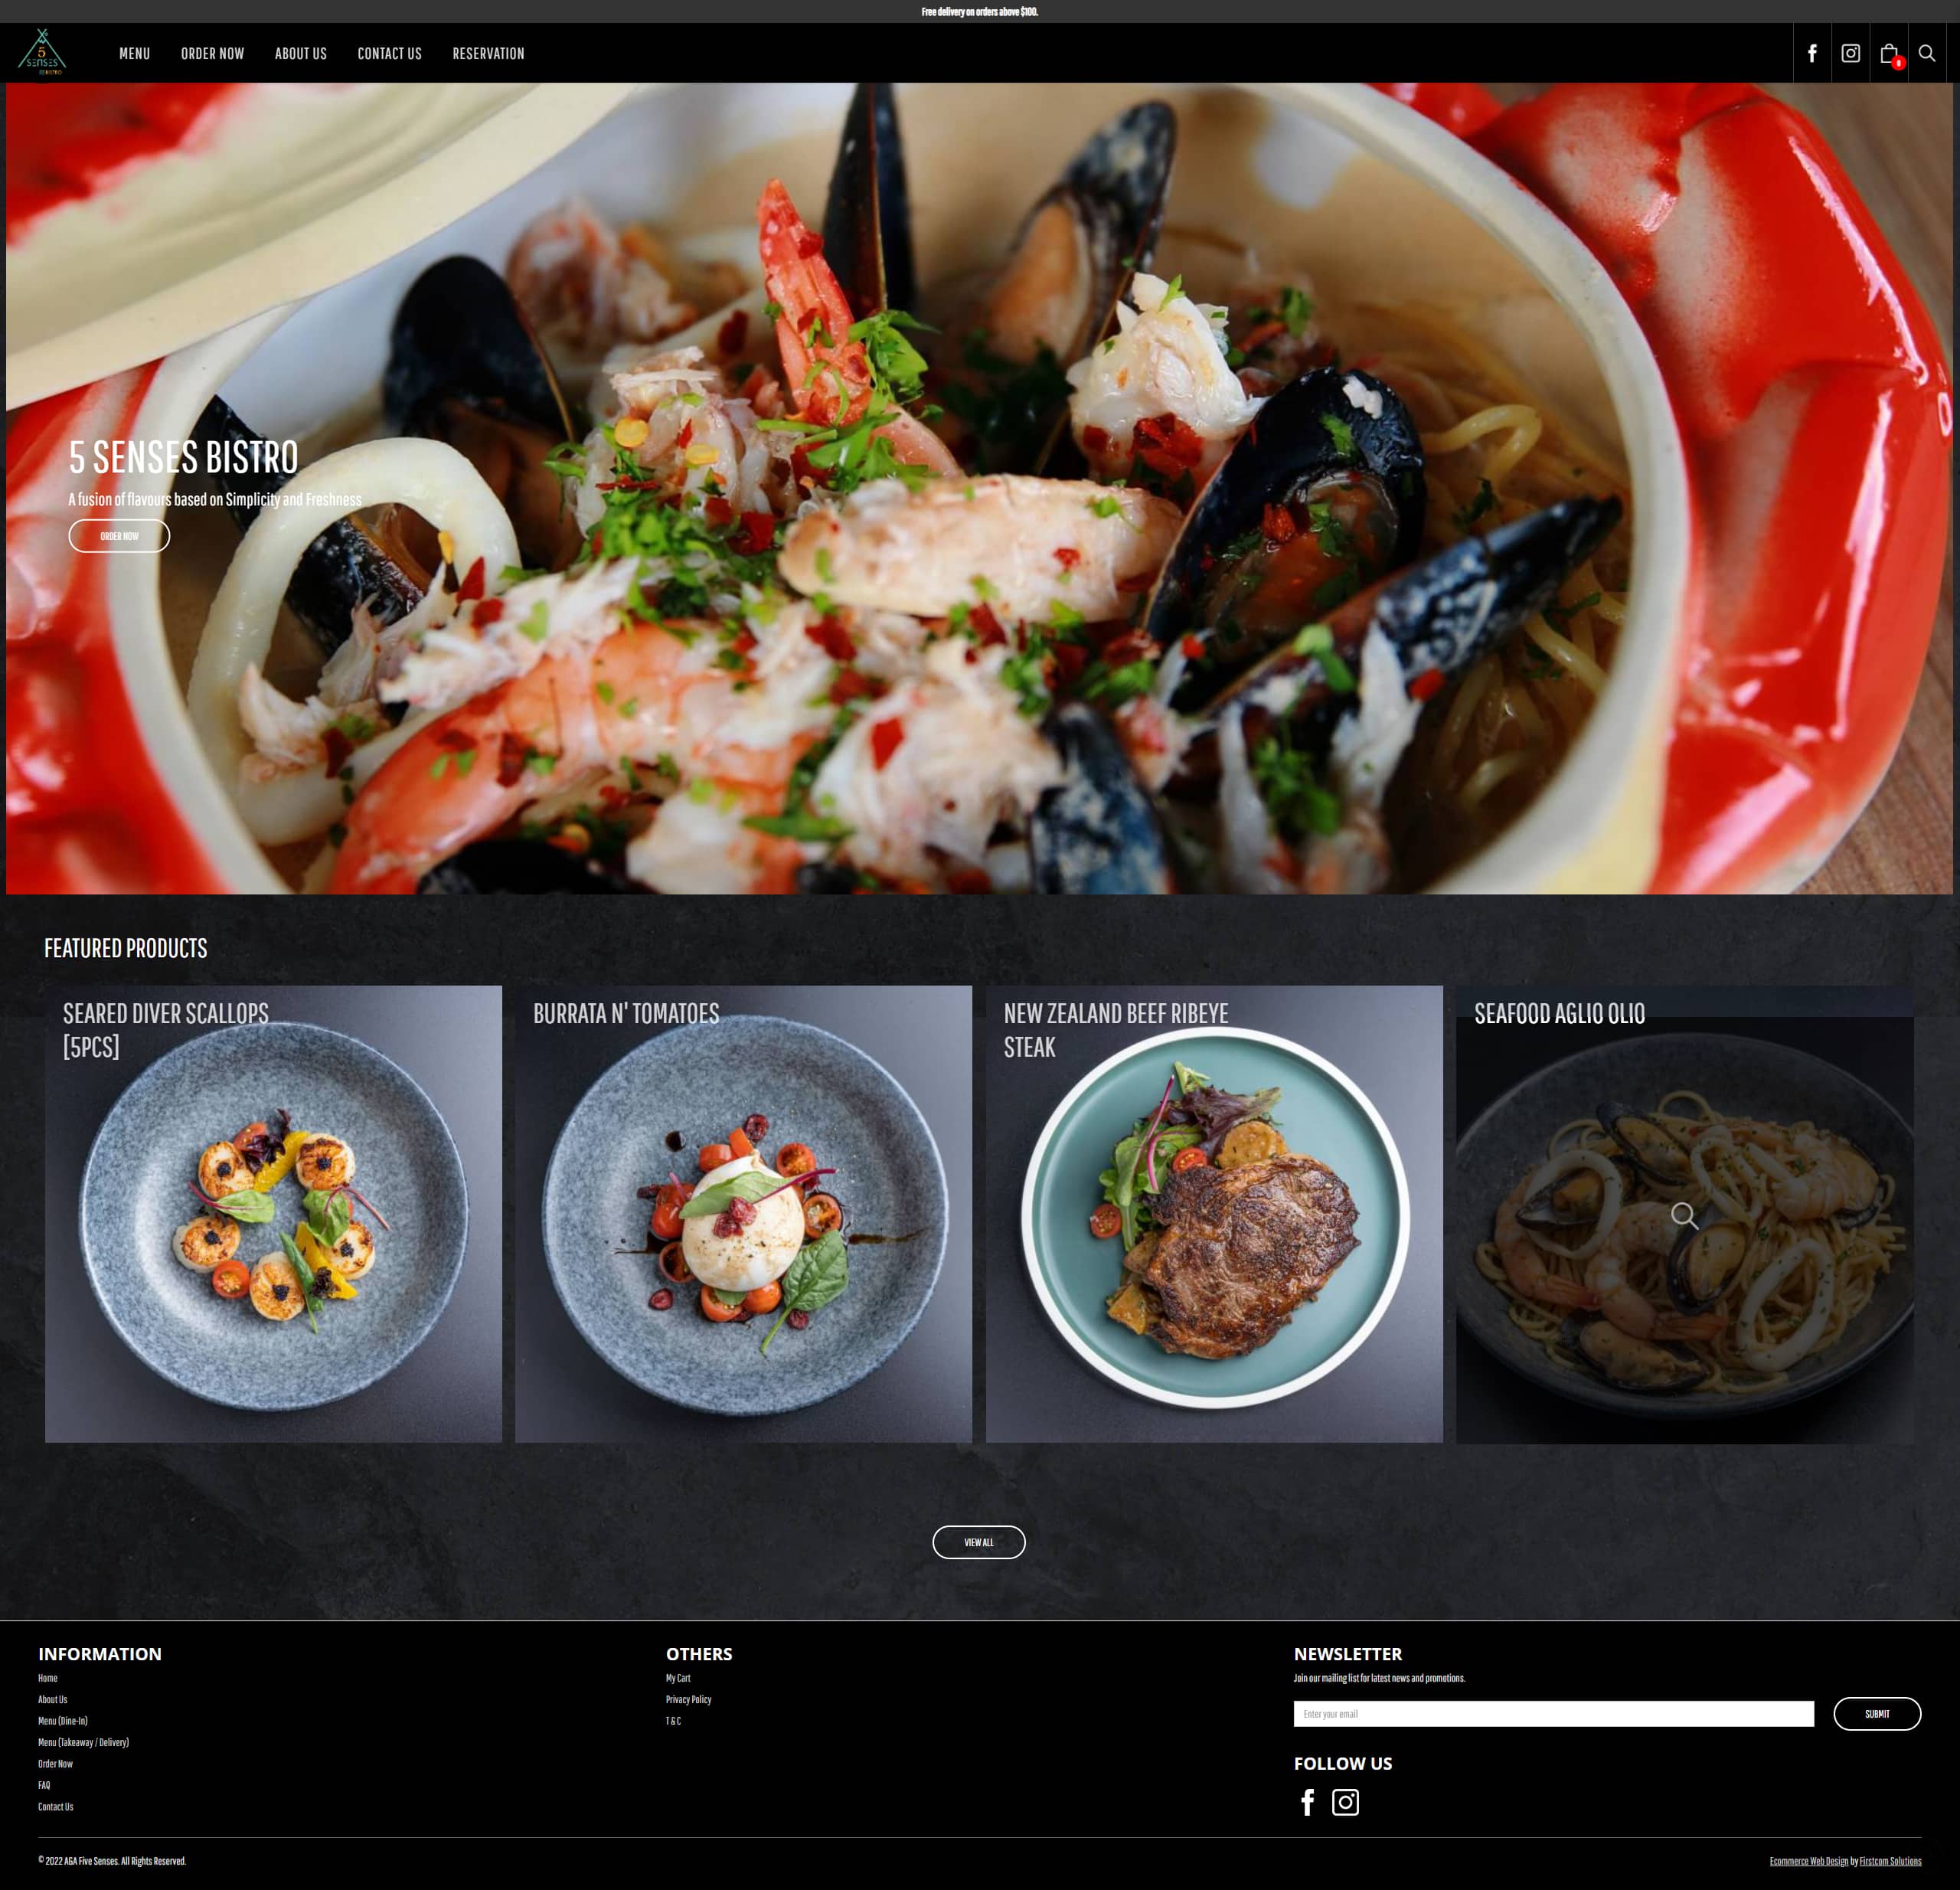 Free delivery on orders above $100.
5
SENSES
BISTRO
MENU
ORDER NOW
ABOUT US
CONTACT US
RESERVATION
0
5 SENSES BISTRO
A fusion of flavours based on Simplicity and Freshness
ORDER NOW
FEATURED PRODUCTS
SEARED DIVER SCALLOPS
[5PCS]
BURRATA N' TOMATOES
NEW ZEALAND BEEF RIBEYE
STEAK
SEAFOOD AGLIO OLIO
VIEW ALL
INFORMATION
Home
About Us
Menu (Dine-In)
Menu (Takeaway / Delivery)
Order Now
FAQ
Contact Us
OTHERS
My Cart
Privacy Policy
T & C
NEWSLETTER
Join our mailing list for latest news and promotions.
Enter your email
SUBMIT
FOLLOW US
© 2022 A&A Five Senses. All Rights Reserved.
Ecommerce Web Design by Firstcom Solutions